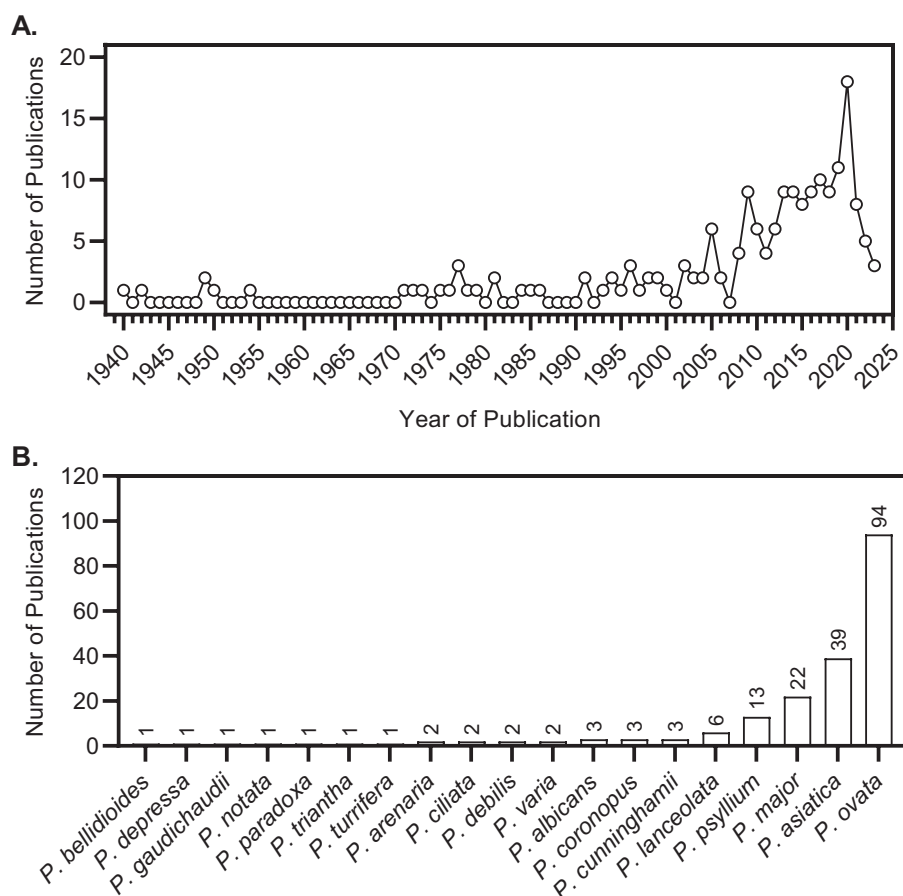 A.
Number of Publications
20
15
10
5
0
1940 1945 1950 1955 1960 1965 1970 1975 1980 1985 1990 1995 2000 2005 2010 2015 2020 2025
Year of Publication
B.
Number of Publications
120
100
80
60
40
20
0
1 1 1 1 1 1 1 2 2 2 2 3 3 3 6 13 22 39 94
P. bellidioides
P. depressa
P. gaudichaudii
P. notata
P. paradoxa
P. triantha
P. turrifera
P. arenaria
P. ciliata
P. debilis
P. varia
P. albicans
P. coronopus
P. cunninghamii
P. lanceolata
P. psyllium
P. major
P. asiatica
P. ovata